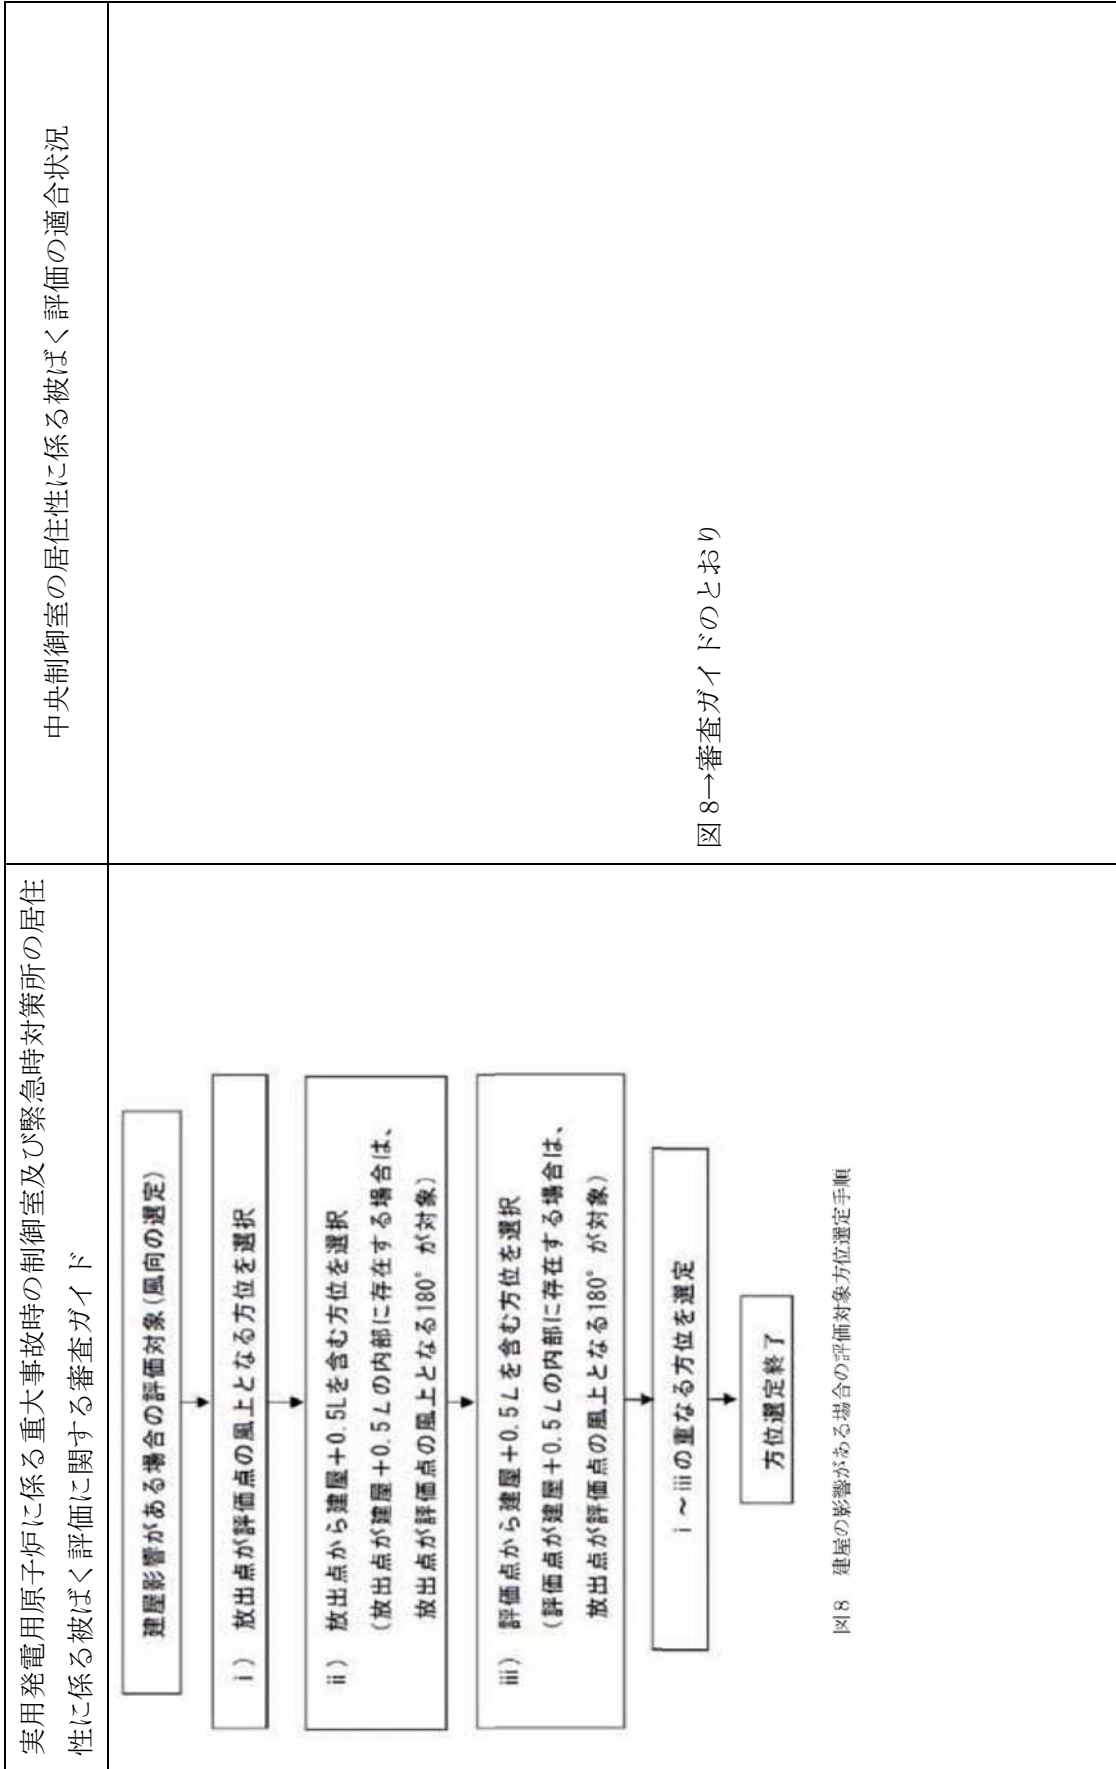 実用発電用原子炉に係る重大事故時の制御室及び緊急時対策所の居住
性に係る被ばく評価に関する審査ガイド
中央制御室の居住性に係る被ばく評価の適合状況
建屋影響がある場合の評価対象(風向の選定)
i) 放出点が評価点の風上となる方位を選択
ii) 放出点から建屋+0.5Lを含む方位を選択
(放出点が建屋+0.5Lの内部に存在する場合は、
放出点が評価点の風上となる180°が対象)
iii) 評価点から建屋+0.5Lを含む方位を選択
(評価点が建屋+0.5Lの内部に存在する場合は、
放出点が評価点の風上となる180°が対象)
i~iiiの重なる方位を選定
方位選定終了
図8 建屋の影響がある場合の評価対象方位選定手順
図8→審査ガイドのとおり